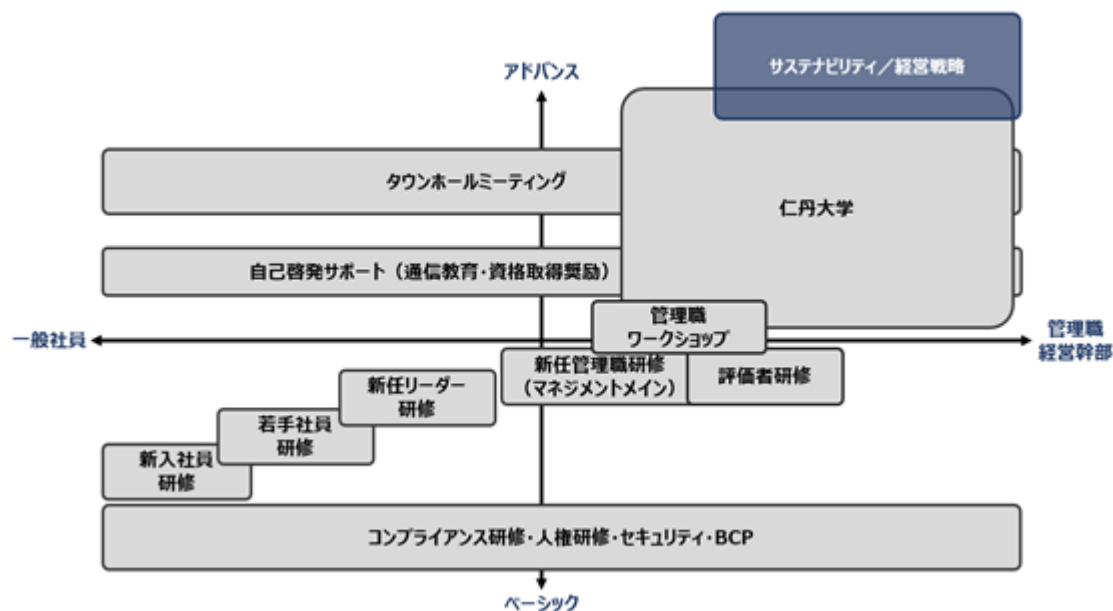 サステナビリティ／経営戦略
アドバンス
タウンホールミーティング
仁丹大学
自己啓発サポート（通信教育・資格取得奨励）
管理職
ワークショップ
一般社員
管理職
経営幹部
新任管理職研修
（マネジメントメイン）
評価者研修
新任リーダー
研修
若手社員
研修
新入社員
研修
コンプライアンス研修・人権研修・セキュリティ・BCP
ベーシック